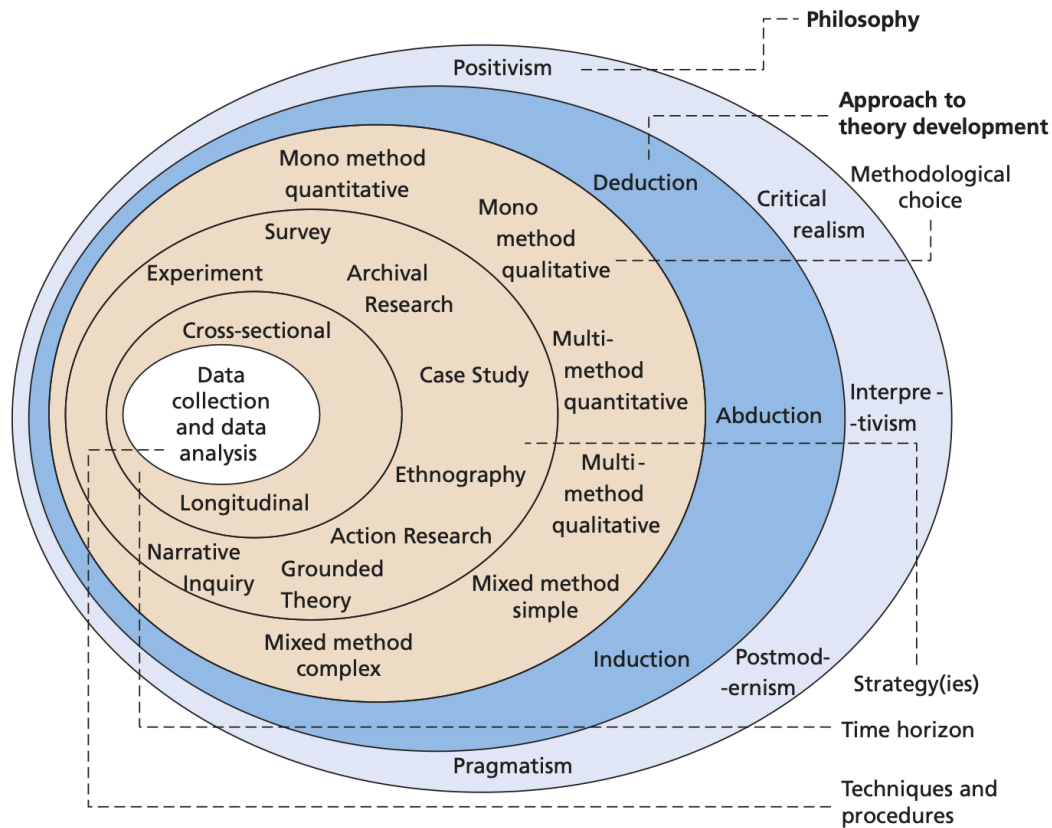 Philosophy
Positivism
Approach to
theory development
Deduction
Methodological
choice
Critical
realism
Mono method
quantitative
Mono
method
qualitative
Survey
Experiment
Archival
Research
Cross-sectional
Multi-
method
quantitative
Case Study
Data
collection
and data
analysis
Abduction
Interpre -
-tivism
Multi-
method
qualitative
Ethnography
Longitudinal
Action Research
Narrative
Inquiry
Grounded
Theory
Mixed method
simple
Mixed method
complex
Induction
Postmod-
-ernism
Strategy(ies)
Time horizon
Pragmatism
Techniques and
procedures